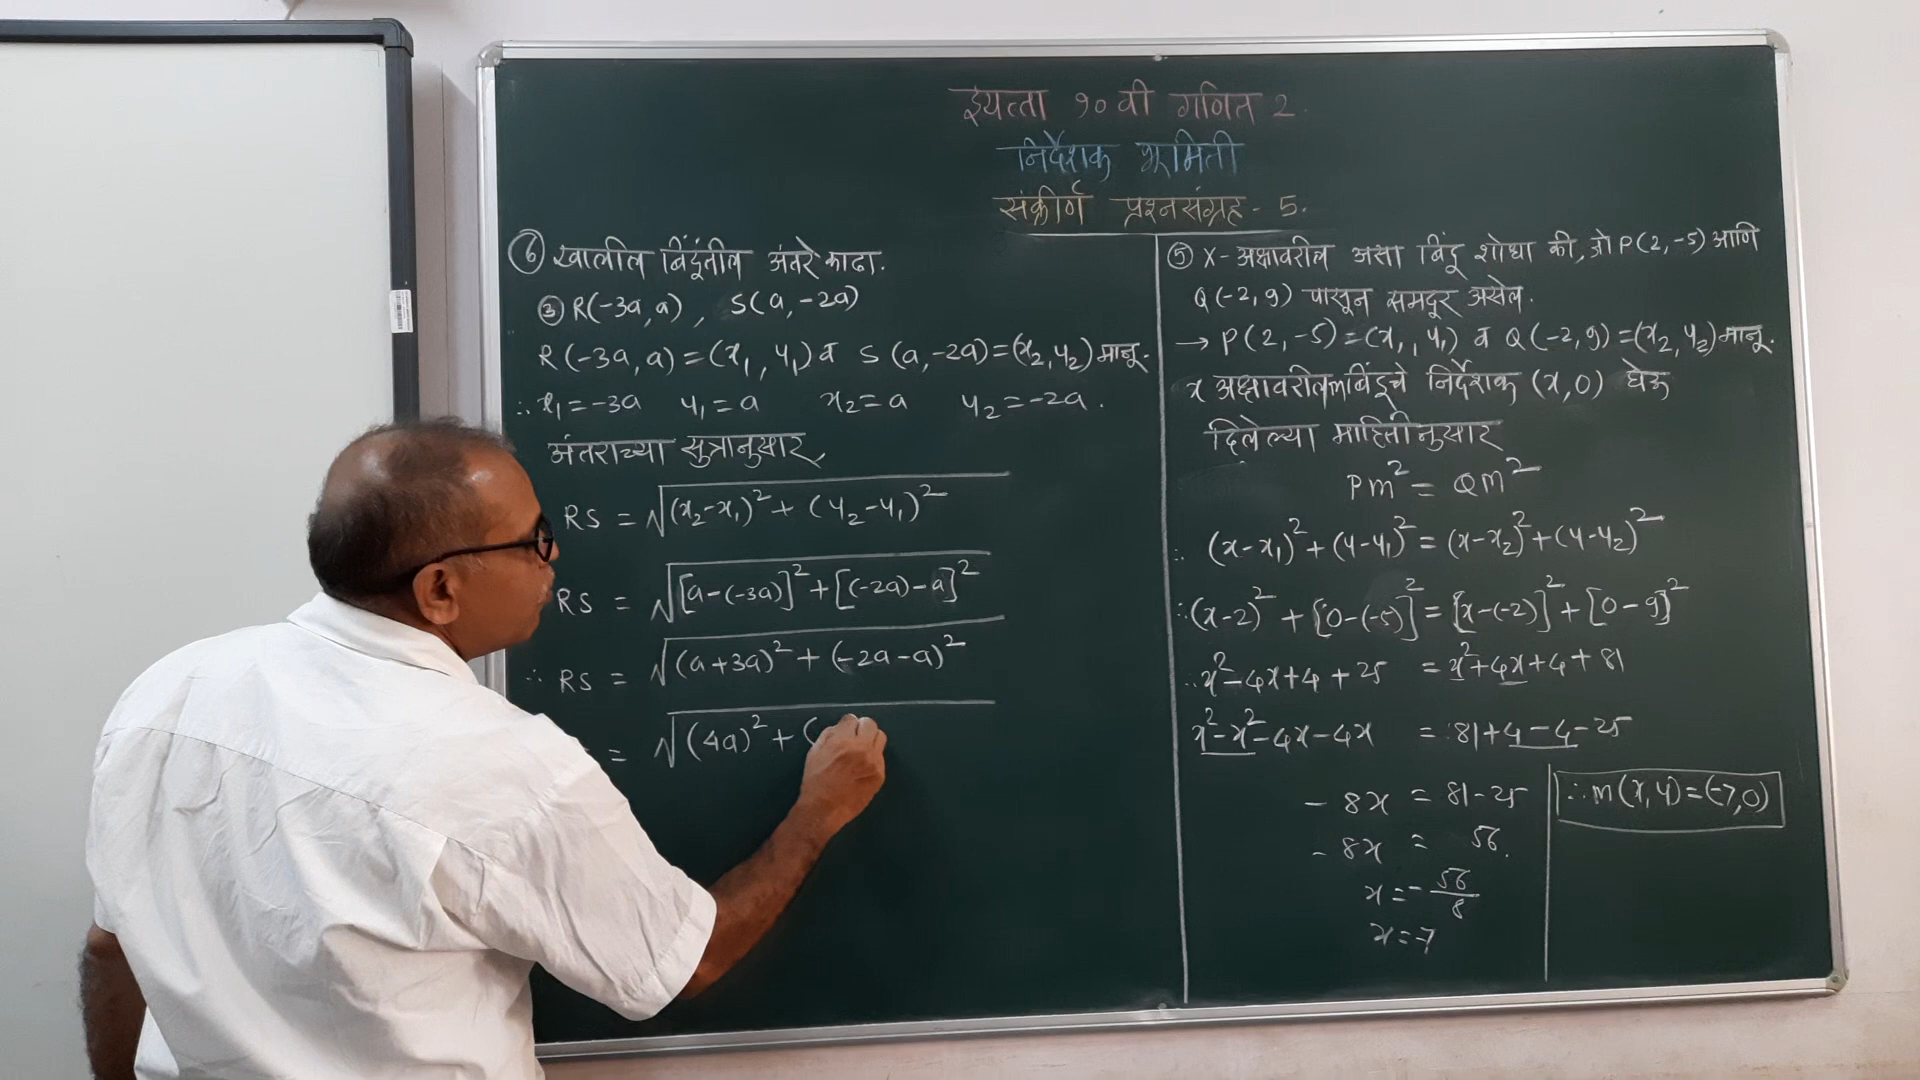 इयत्ता १० वी गणित 2.
निर्देशक भूमिती
संकीर्ण प्रश्नसंग्रह - 5.
⑥ खालील बिंदूंतील अंतरे काढा.
③ R(-3a, a) , S(a, -2a)
R(-3a, a) = (x₁, y₁) व S(a, -2a) = (x₂, y₂) मानू.
∴ x₁ = -3a y₁ = a x₂ = a y₂ = -2a.
अंतराच्या सुत्रानुसार,
RS = √(x₂-x₁)² + (y₂-y₁)²
RS = √[a-(-3a)]² + [(-2a)-a]²
∴ RS = √(a+3a)² + (-2a-a)²
= √(4a)² + (
⑤ X-अक्षावरील असा बिंदू शोधा की, जो P(2, -5) आणि
Q(-2, 9) पासून समदूर असेल.
→ P(2, -5) = (x₁, y₁) व Q(-2, 9) = (x₂, y₂) मानू.
x अक्षावरील बिंदूचे निर्देशक (x, 0) घेऊ
दिलेल्या माहितीनुसार
Pm² = Qm²
∴ (x-x₁)² + (y-y₁)² = (x-x₂)² + (y-y₂)²
∴ (x-2)² + [0-(-5)]² = [x-(-2)]² + [0-9]²
∴ x²-4x+4+25 = x²+4x+4+81
x²-x²-4x-4x = 81+4-4-25
-8x = 81-25
-8x = 56.
x = -56/8
x = -7
∴ m(x, y) = (-7, 0)